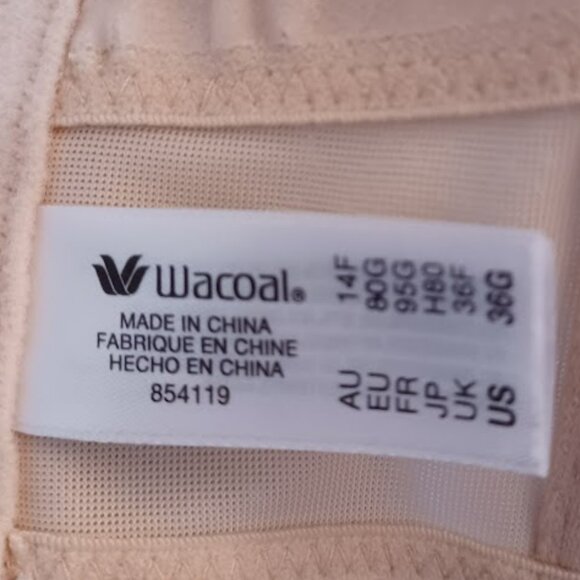 Wacoal®
MADE IN CHINA
FABRIQUE EN CHINE
HECHO EN CHINA
854119
AU 14F
EU 80G
FR 95G
JP H80
UK 36F
US 36G